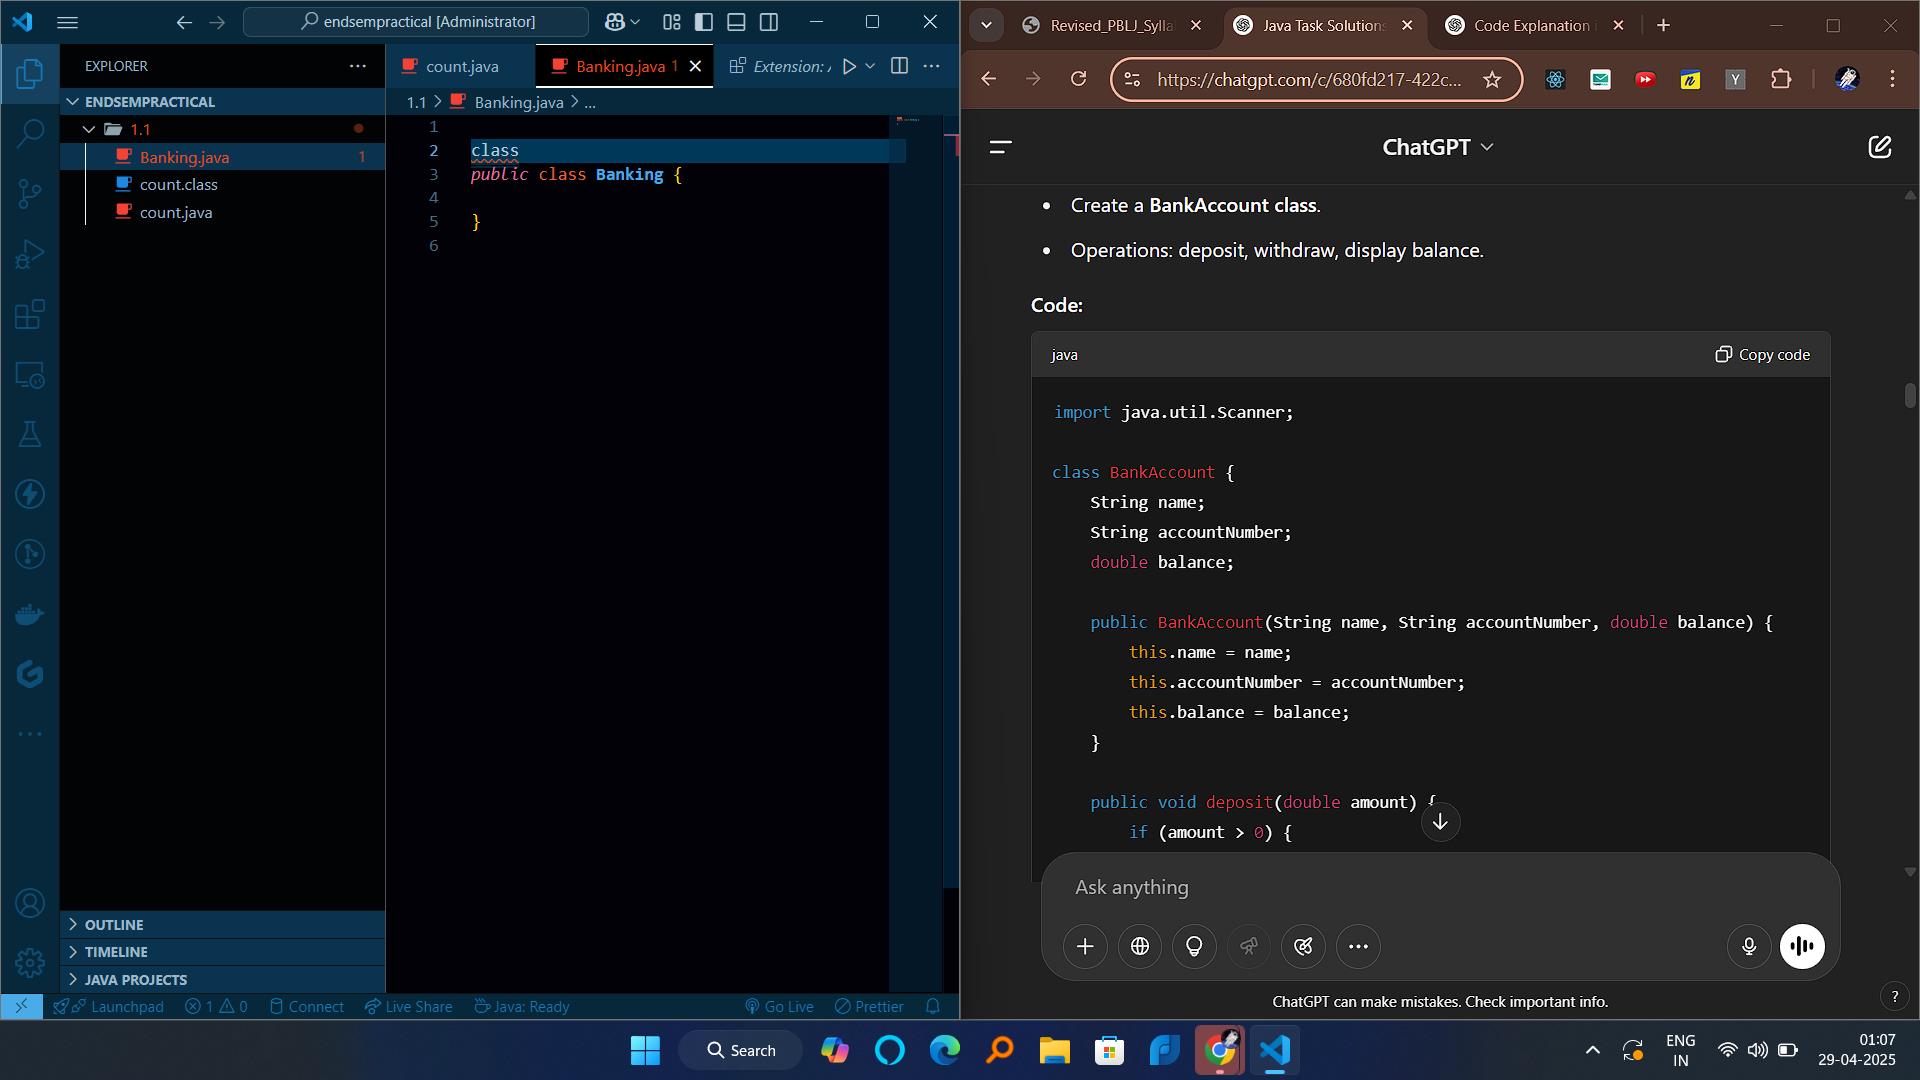 endsempractical [Administrator]
EXPLORER
ENDSEMPRACTICAL
1.1
Banking.java 1
count.class
count.java
OUTLINE
TIMELINE
JAVA PROJECTS
count.java
Banking.java 1
Extension:
1.1 > Banking.java > ...
1
2 class
3 public class Banking {
4
5 }
6
Launchpad
1 0
Connect
Live Share
Java: Ready
Go Live
Prettier
Revised_PBLJ_Sylla
Java Task Solutions
Code Explanation
https://chatgpt.com/c/680fd217-422c...
ChatGPT
• Create a BankAccount class.
• Operations: deposit, withdraw, display balance.
Code:
java
Copy code
import java.util.Scanner;
class BankAccount {
String name;
String accountNumber;
double balance;
public BankAccount(String name, String accountNumber, double balance) {
this.name = name;
this.accountNumber = accountNumber;
this.balance = balance;
}
public void deposit(double amount) {
if (amount > 0) {
Ask anything
ChatGPT can make mistakes. Check important info.
?
Search
ENG
IN
01:07
29-04-2025